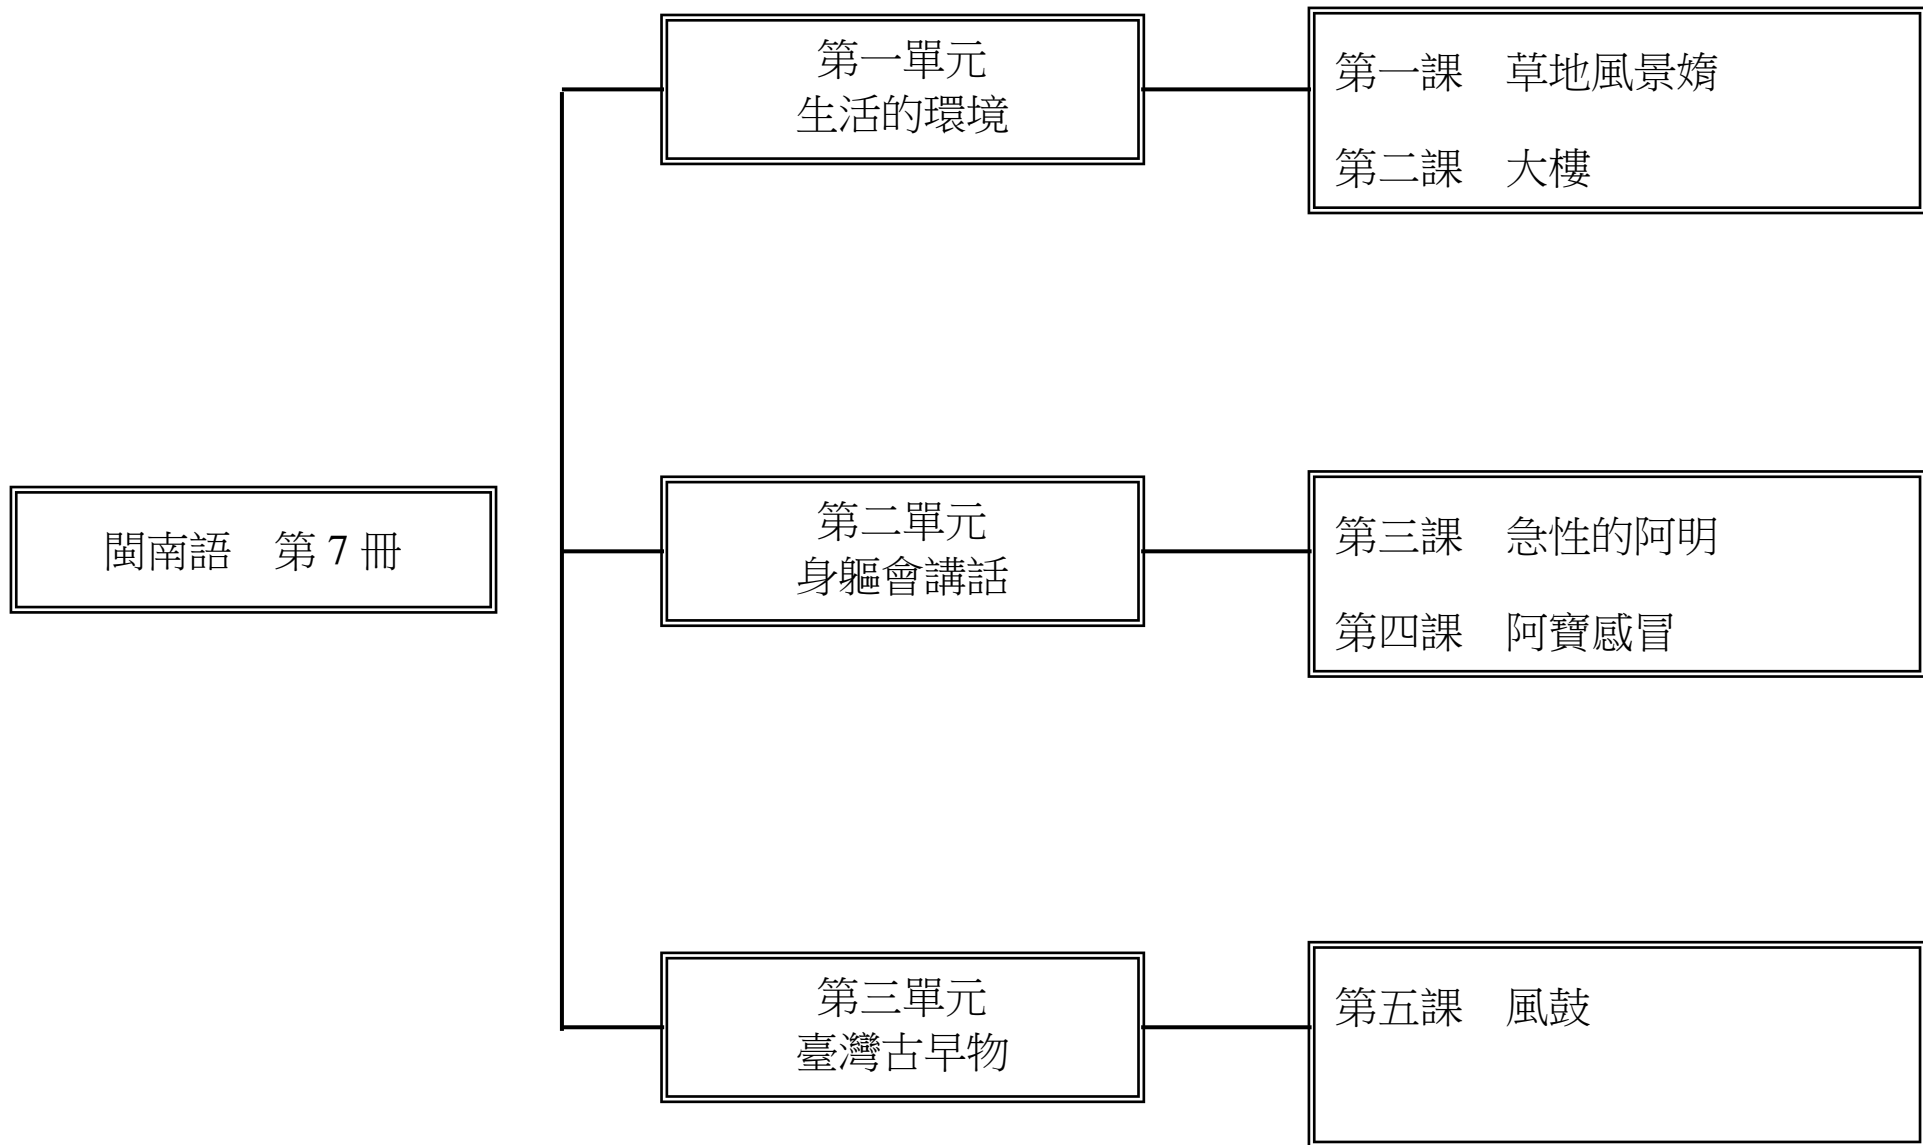 閩南語　第 7 冊
第一單元
生活的環境
第一課　草地風景媠
第二課　大樓
第二單元
身軀會講話
第三課　急性的阿明
第四課　阿寶感冒
第三單元
臺灣古早物
第五課　風鼓